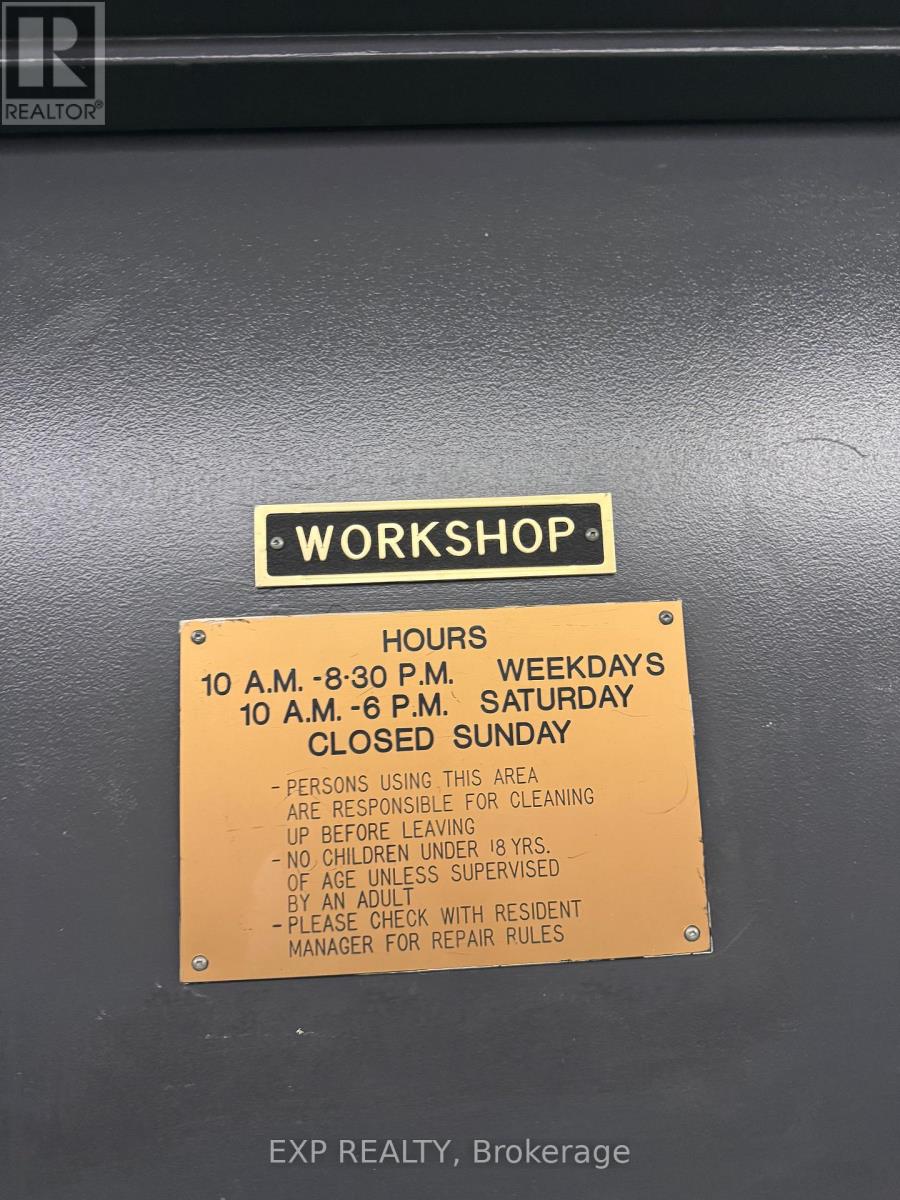 R
REALTOR®
WORKSHOP
HOURS
10 A.M. -8·30 P.M. WEEKDAYS
10 A.M. -6 P.M. SATURDAY
CLOSED SUNDAY
- PERSONS USING THIS AREA
ARE RESPONSIBLE FOR CLEANING
UP BEFORE LEAVING
- NO CHILDREN UNDER 18 YRS.
OF AGE UNLESS SUPERVISED
BY AN ADULT
- PLEASE CHECK WITH RESIDENT
MANAGER FOR REPAIR RULES
EXP REALTY, Brokerage